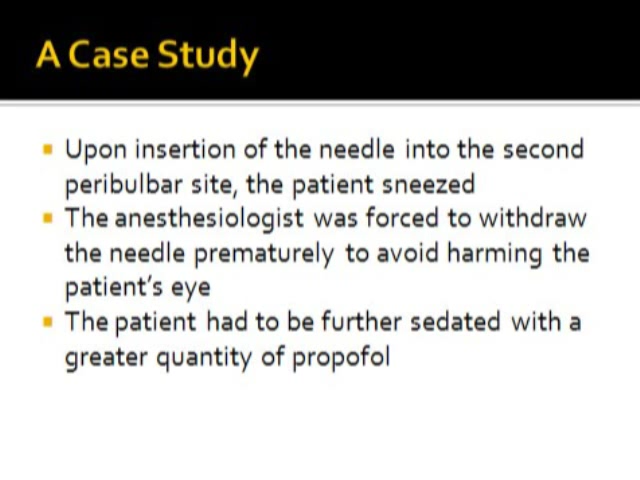 A Case Study
Upon insertion of the needle into the second
peribulbar site, the patient sneezed
The anesthesiologist was forced to withdraw
the needle prematurely to avoid harming the
patient's eye
The patient had to be further sedated with a
greater quantity of propofol